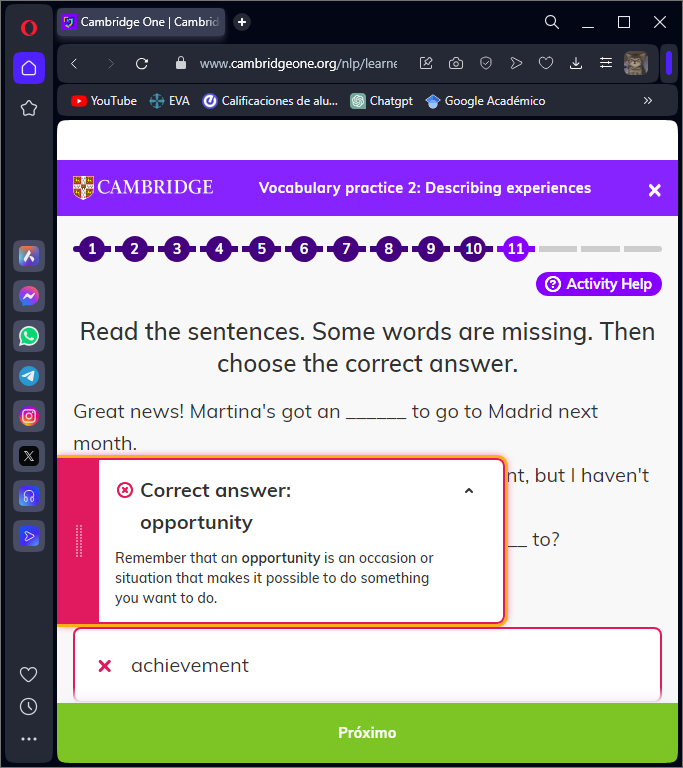 Cambridge One | Cambrid
www.cambridgeone.org/nlp/learne
YouTube
EVA
Calificaciones de alu...
Chatgpt
Google Académico
»
CAMBRIDGE
Vocabulary practice 2: Describing experiences
1 2 3 4 5 6 7 8 9 10 11
Activity Help
Read the sentences. Some words are missing. Then
choose the correct answer.
Great news! Martina's got an ______ to go to Madrid next
month.
nt, but I haven't
__ to?
Correct answer:
opportunity
Remember that an opportunity is an occasion or
situation that makes it possible to do something
you want to do.
achievement
Próximo